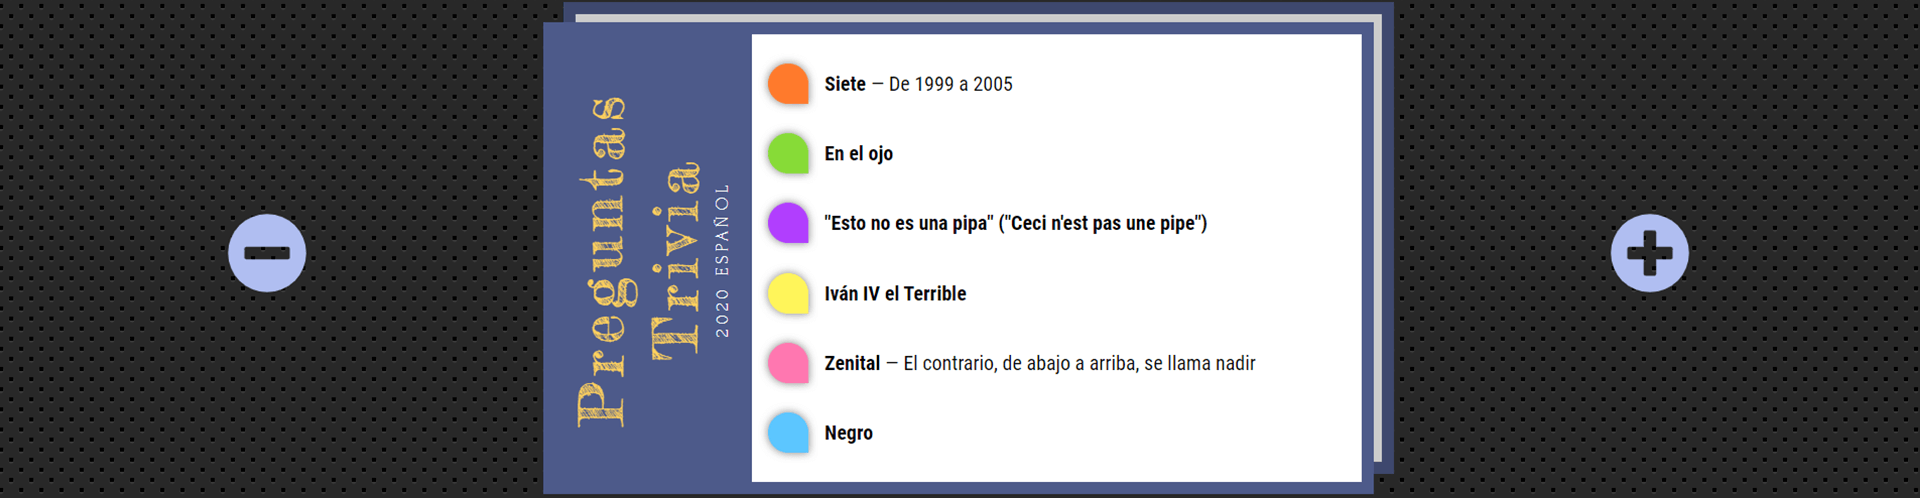 Preguntas
Trivia
2020 ESPAÑOL
Siete — De 1999 a 2005
En el ojo
"Esto no es una pipa" ("Ceci n'est pas une pipe")
Iván IV el Terrible
Zenital — El contrario, de abajo a arriba, se llama nadir
Negro